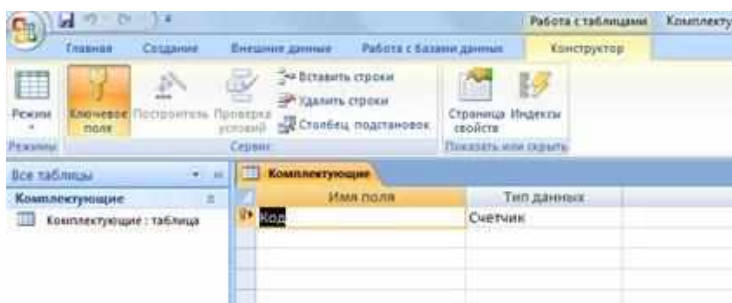 Работа с таблицами Комплекту
Главная Создание Внешние данные Работа с базами данных Конструктор
Режим Ключевое поле Построитель Проверка условий Вставить строки Удалить строки Столбец подстановок Страница свойств Индексы
Режимы Сервис Показать или скрыть
Все таблицы Комплектующие
Комплектующие Имя поля Тип данных
Комплектующие : таблица Код Счетчик